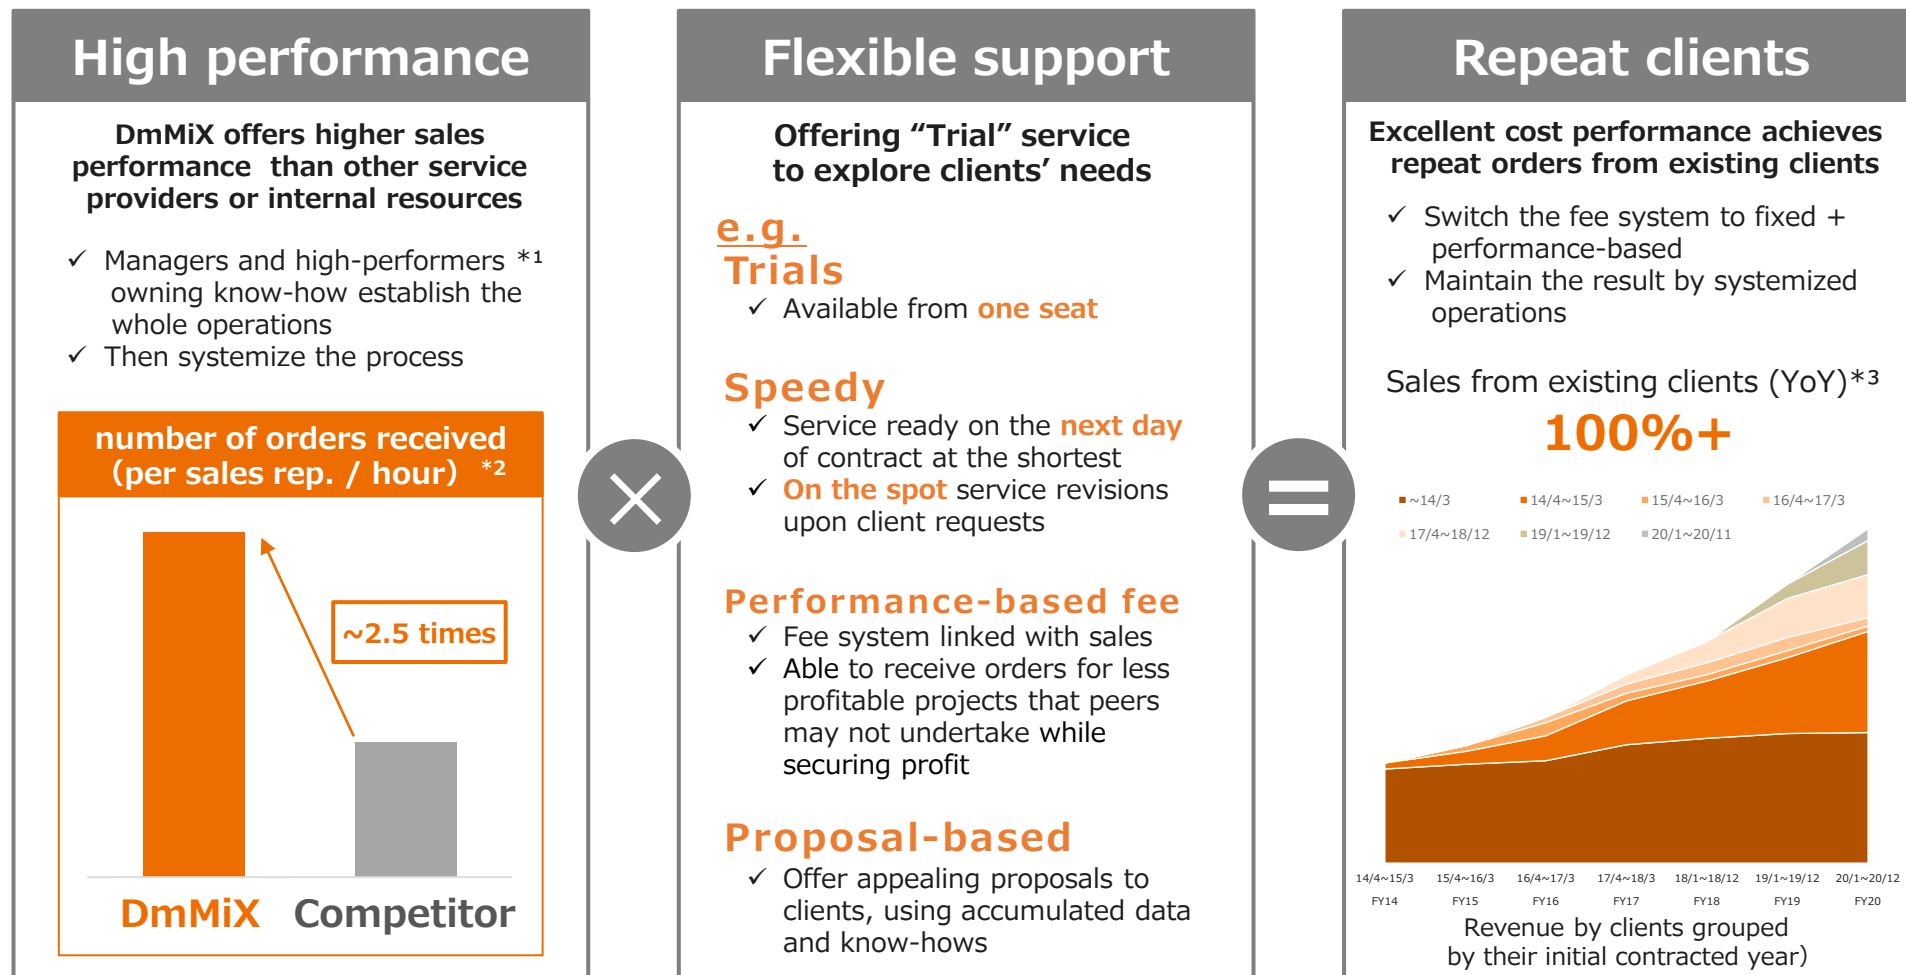 High performance
DmMiX offers higher sales
performance than other service
providers or internal resources
✓ Managers and high-performers *1
owning know-how establish the
whole operations
✓ Then systemize the process
number of orders received
(per sales rep. / hour) *2
~2.5 times
DmMiX Competitor
×
Flexible support
Offering “Trial” service
to explore clients’ needs
e.g.
Trials
✓ Available from one seat
Speedy
✓ Service ready on the next day
of contract at the shortest
✓ On the spot service revisions
upon client requests
Performance-based fee
✓ Fee system linked with sales
✓ Able to receive orders for less
profitable projects that peers
may not undertake while
securing profit
Proposal-based
✓ Offer appealing proposals to
clients, using accumulated data
and know-hows
=
Repeat clients
Excellent cost performance achieves
repeat orders from existing clients
✓ Switch the fee system to fixed +
performance-based
✓ Maintain the result by systemized
operations
Sales from existing clients (YoY)*3
100%+
~14/3 14/4~15/3 15/4~16/3 16/4~17/3
17/4~18/12 19/1~19/12 20/1~20/11
14/4~15/3 15/4~16/3 16/4~17/3 17/4~18/3 18/1~18/12 19/1~19/12 20/1~20/12
FY14 FY15 FY16 FY17 FY18 FY19 FY20
Revenue by clients grouped
by their initial contracted year)